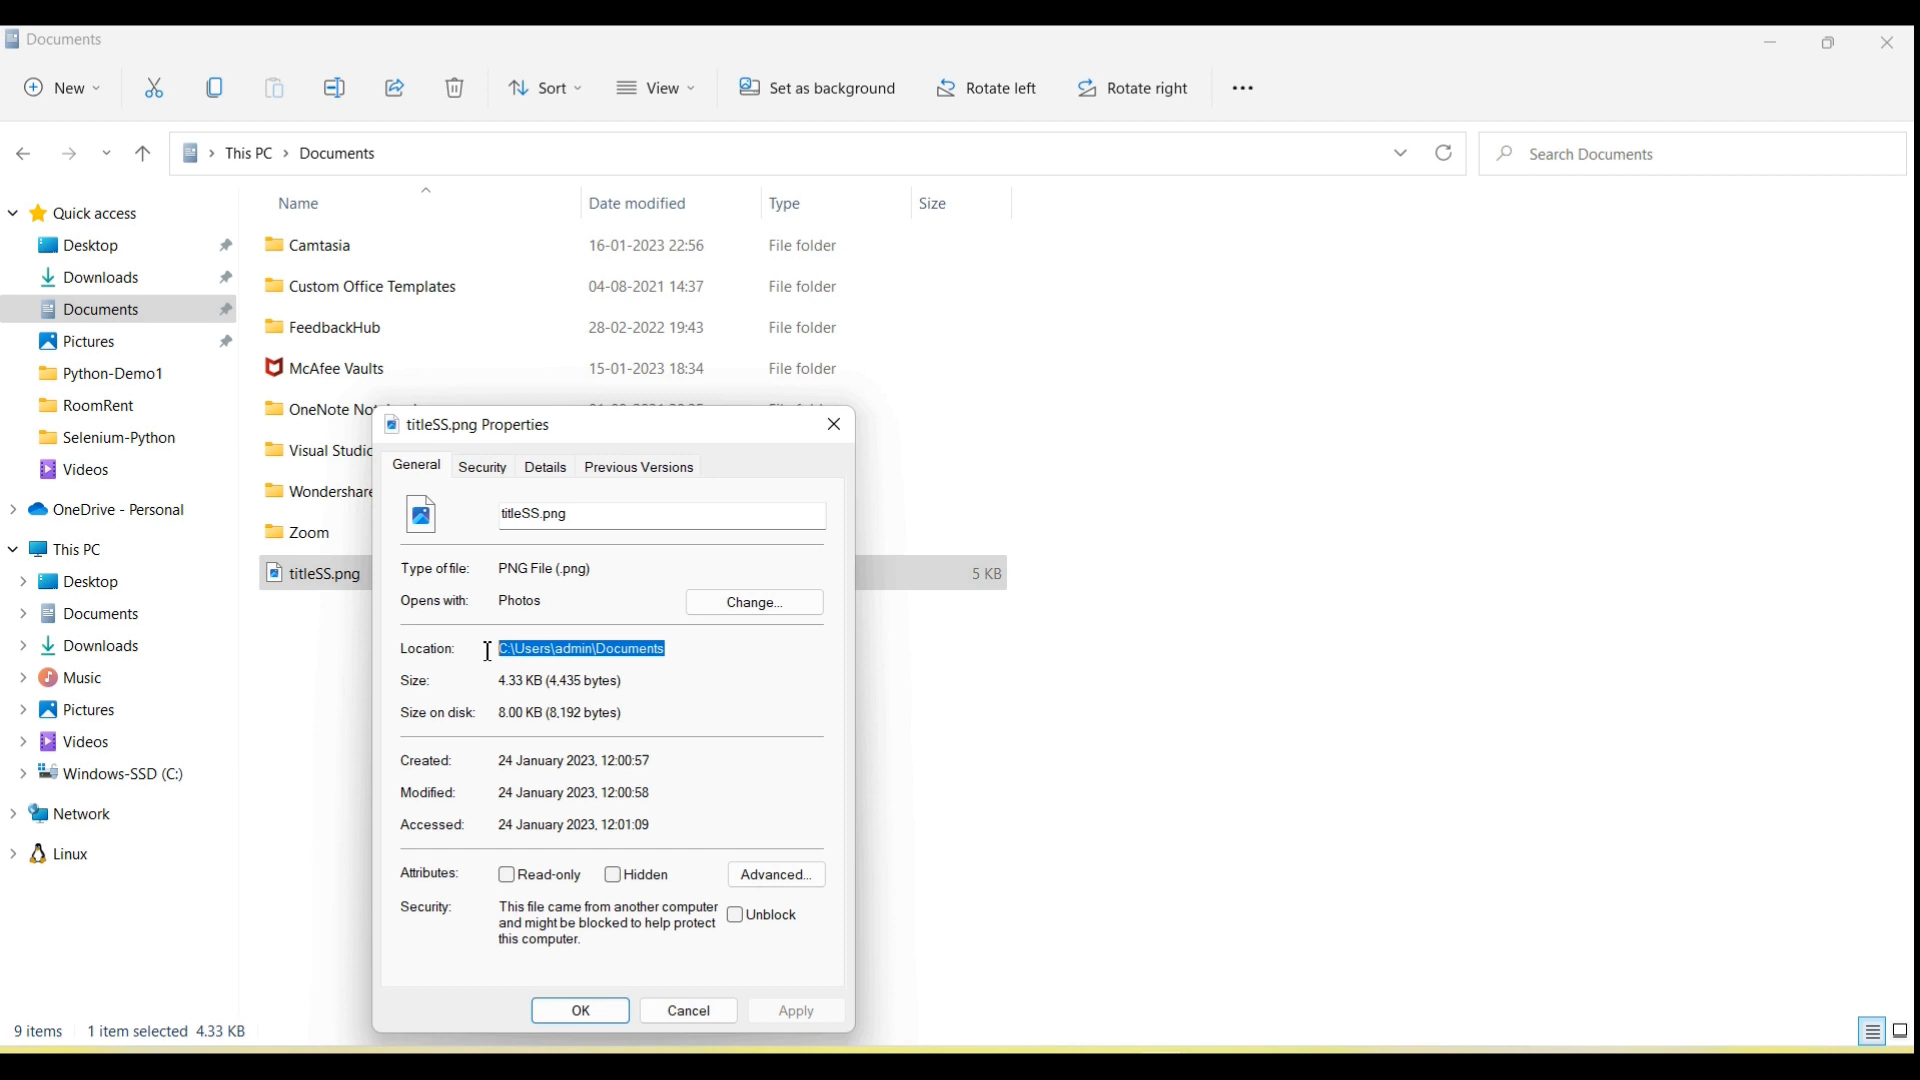 Documents
New
Sort
View
Set as background
Rotate left
Rotate right
This PC > Documents
Search Documents
Quick access
Desktop
Downloads
Documents
Pictures
Python-Demo1
RoomRent
Selenium-Python
Videos
OneDrive - Personal
This PC
Desktop
Documents
Downloads
Music
Pictures
Videos
Windows-SSD (C:)
Network
Linux
Name Date modified Type Size
Camtasia 16-01-2023 22:56 File folder
Custom Office Templates 04-08-2021 14:37 File folder
FeedbackHub 28-02-2022 19:43 File folder
McAfee Vaults 15-01-2023 18:34 File folder
OneNote
Visual
Wondershare
Zoom
titleSS.png 5 KB
titleSS.png Properties
General Security Details Previous Versions
titleSS.png
Type of file: PNG File (.png)
Opens with: Photos Change...
Location: C:\Users\admin\Documents
Size: 4.33 KB (4,435 bytes)
Size on disk: 8.00 KB (8,192 bytes)
Created: 24 January 2023, 12:00:57
Modified: 24 January 2023, 12:00:58
Accessed: 24 January 2023, 12:01:09
Attributes: Read-only Hidden Advanced...
Security: This file came from another computer
and might be blocked to help protect
this computer.
Unblock
OK Cancel Apply
9 items 1 item selected 4.33 KB